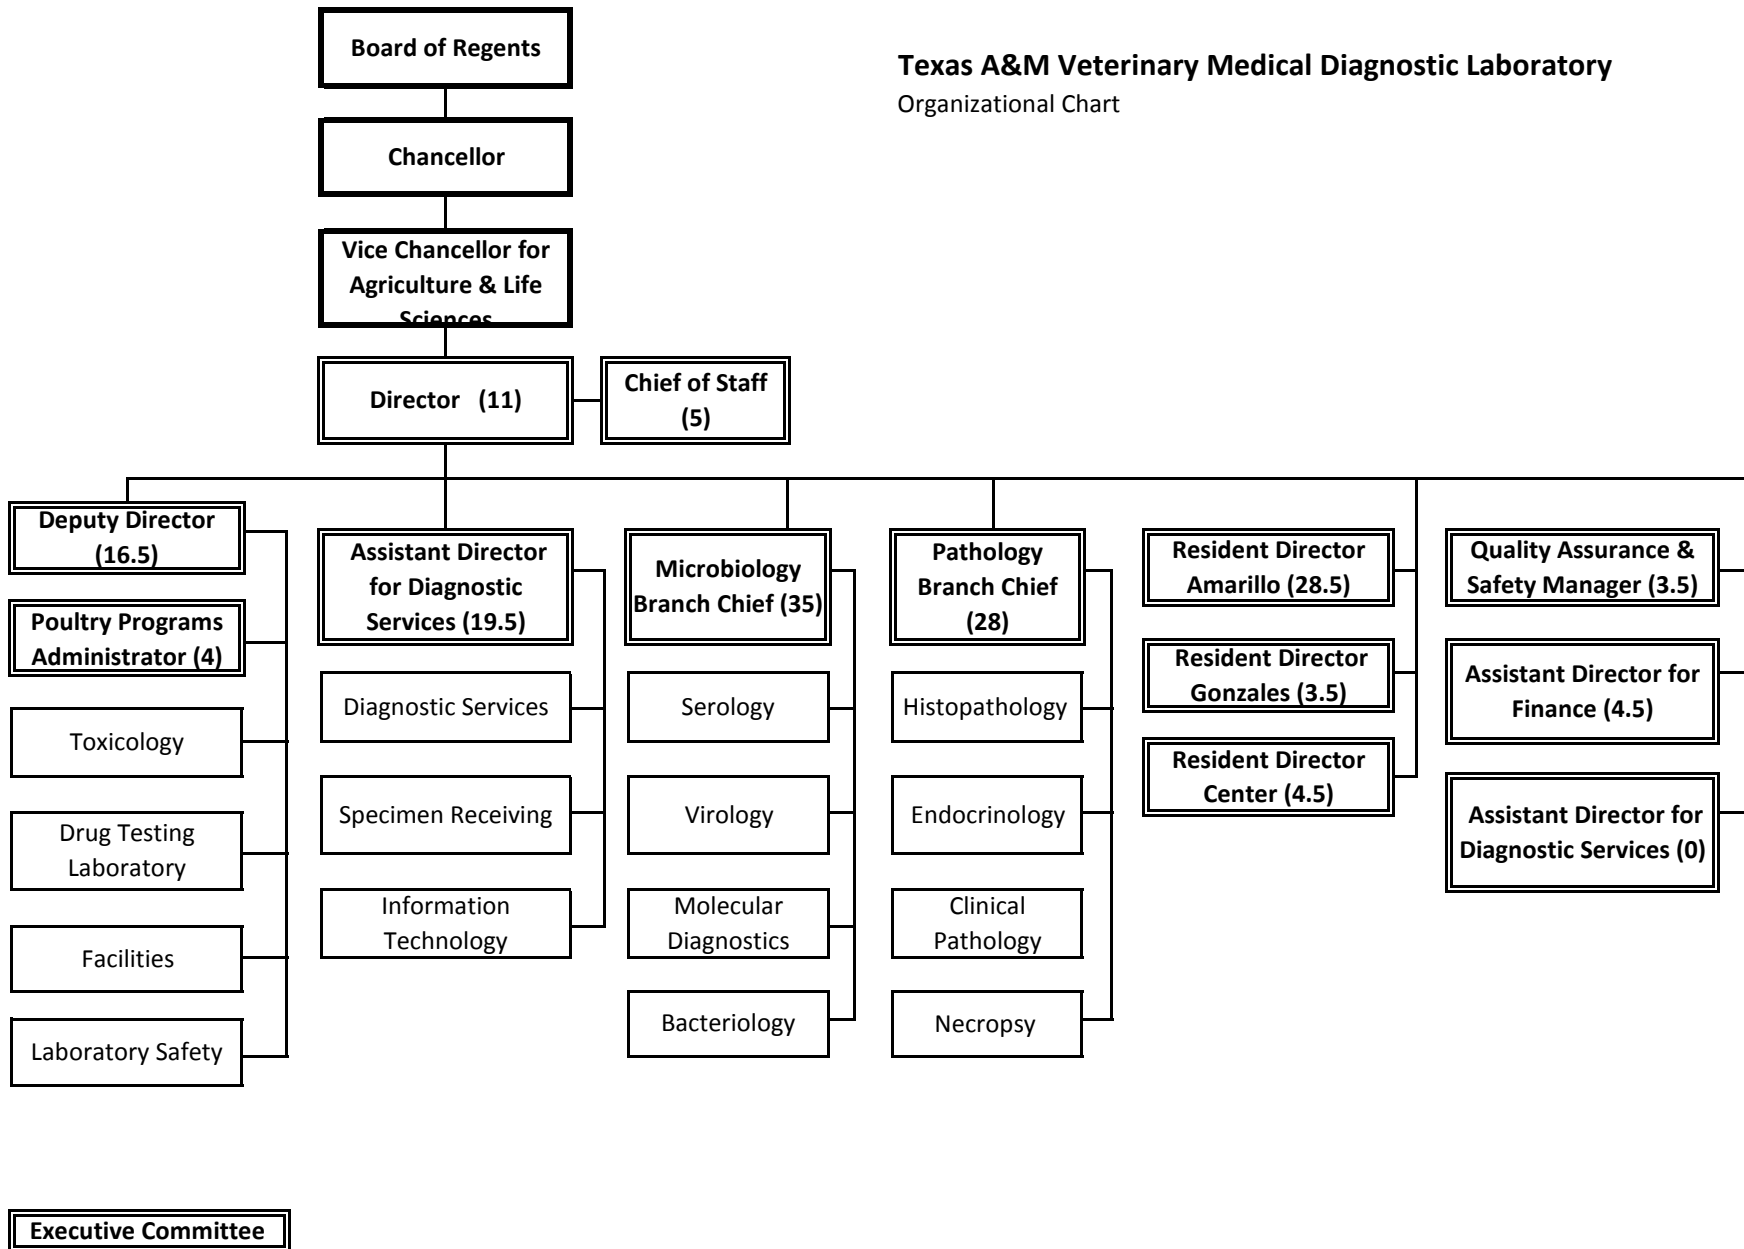 Board of Regents
Texas A&M Veterinary Medical Diagnostic Laboratory
Organizational Chart
Chancellor
Vice Chancellor for
Agriculture & Life
Sciences
Director (11)
Chief of Staff
(5)
Deputy Director
(16.5)
Poultry Programs
Administrator (4)
Toxicology
Drug Testing
Laboratory
Facilities
Laboratory Safety
Assistant Director
for Diagnostic
Services (19.5)
Diagnostic Services
Specimen Receiving
Information
Technology
Microbiology
Branch Chief (35)
Serology
Virology
Molecular
Diagnostics
Bacteriology
Pathology
Branch Chief
(28)
Histopathology
Endocrinology
Clinical
Pathology
Necropsy
Resident Director
Amarillo (28.5)
Resident Director
Gonzales (3.5)
Resident Director
Center (4.5)
Quality Assurance &
Safety Manager (3.5)
Assistant Director for
Finance (4.5)
Assistant Director for
Diagnostic Services (0)
Executive Committee